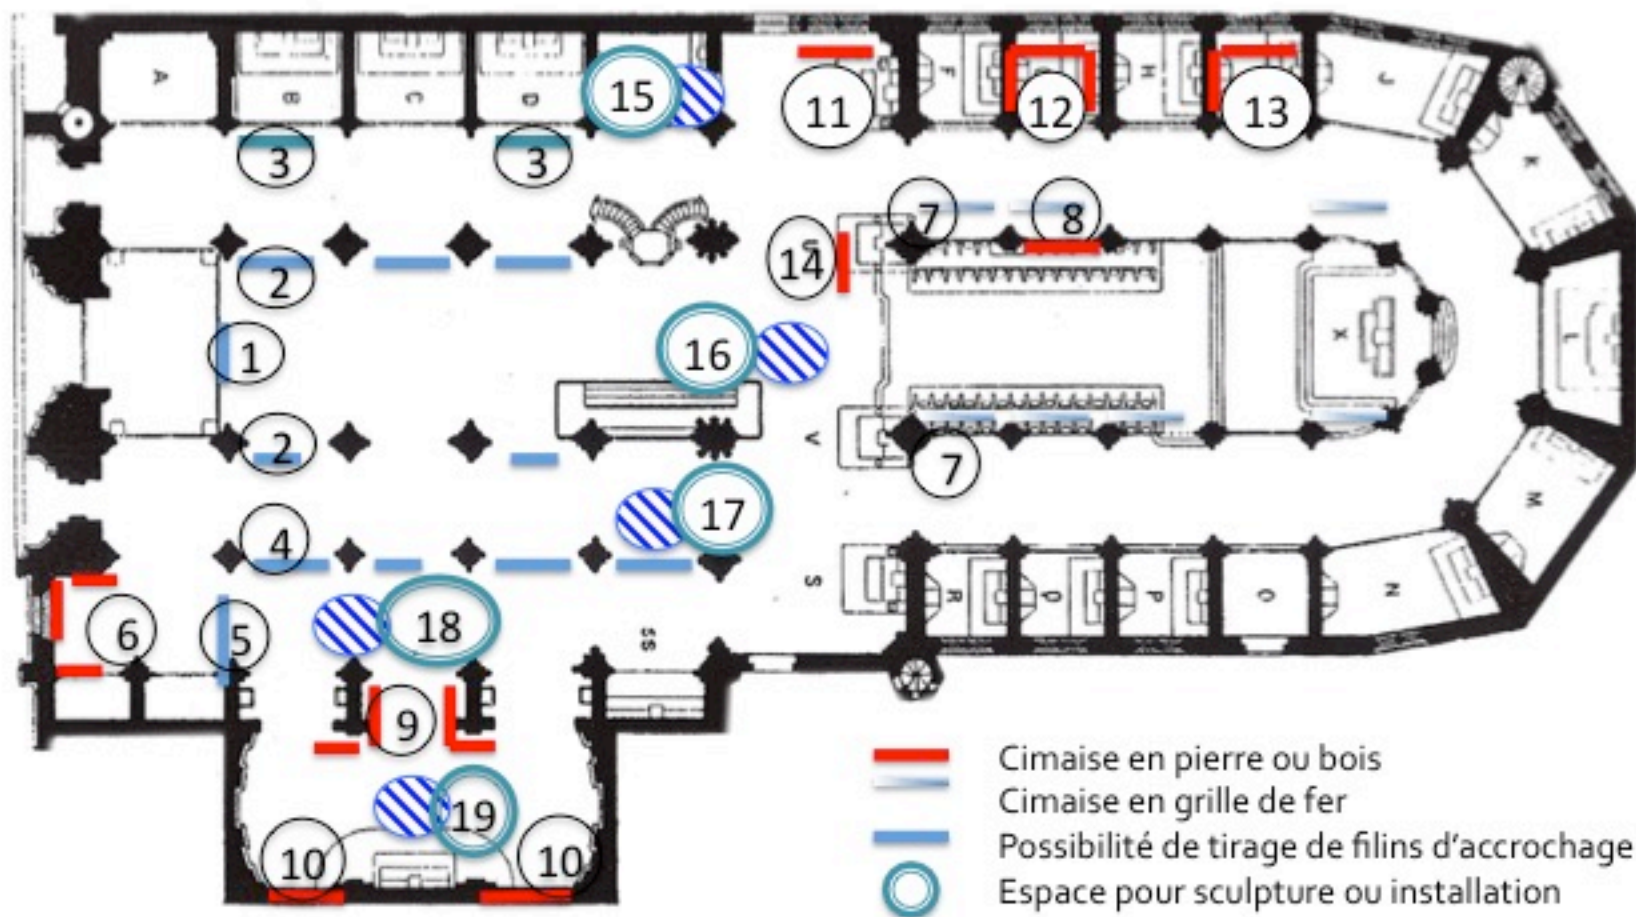 A
B
C
D
15
11
F
12
H
13
J
K
3
3
7
8
2
14
1
16
X
L
2
V
7
17
M
4
S
R
Q
P
O
N
6
5
18
SS
9
19
10
10
Cimaise en pierre ou bois
Cimaise en grille de fer
Possibilité de tirage de filins d'accrochage
Espace pour sculpture ou installation